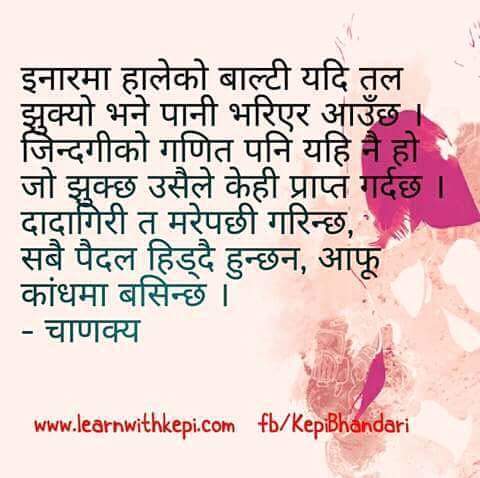 इनारमा हालेको बाल्टी यदि तल
झुक्यो भने पानी भरिएर आउँछ ।
जिन्दगीको गणित पनि यहि नै हो
जो झुक्छ उसैले केही प्राप्त गर्दछ ।
दादागिरी त मरेपछी गरिन्छ,
सबै पैदल हिड्दै हुन्छन, आफू
कांधमा बसिन्छ ।
- चाणक्य
www.learnwithkepi.com fb/KepiBhandari